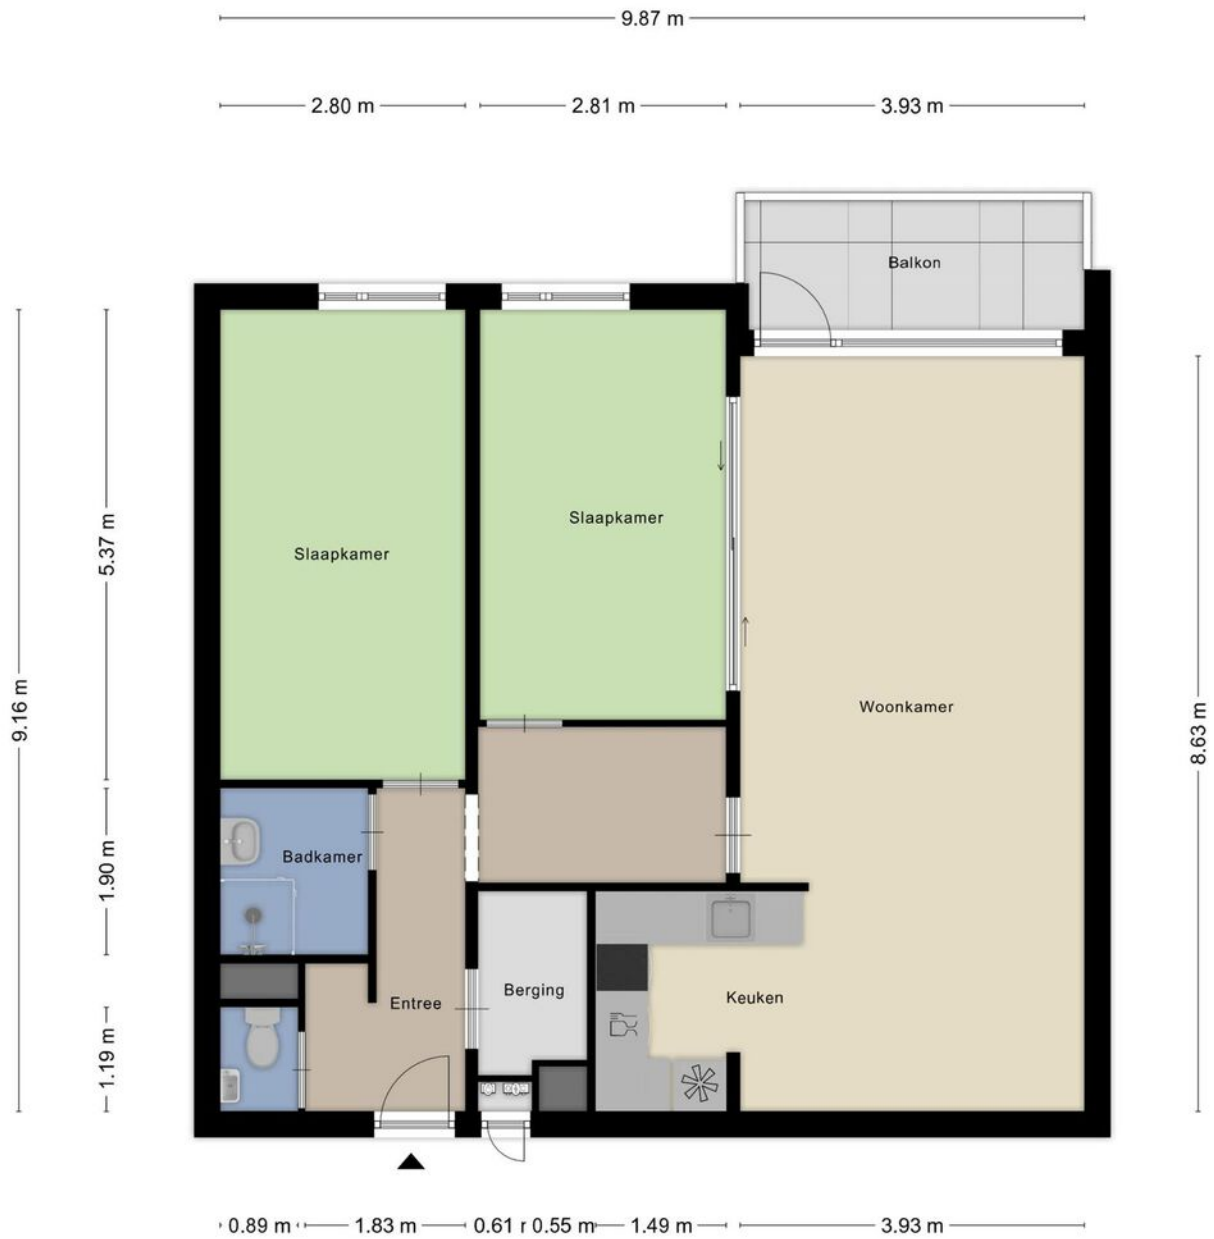 9.87 m
2.80 m
2.81 m
3.93 m
Balkon
Slaapkamer
Slaapkamer
5.37 m
9.16 m
Woonkamer
8.63 m
Badkamer
1.90 m
Berging
Keuken
Entree
1.19 m
0.89 m
1.83 m
0.61 r
0.55 m
1.49 m
3.93 m